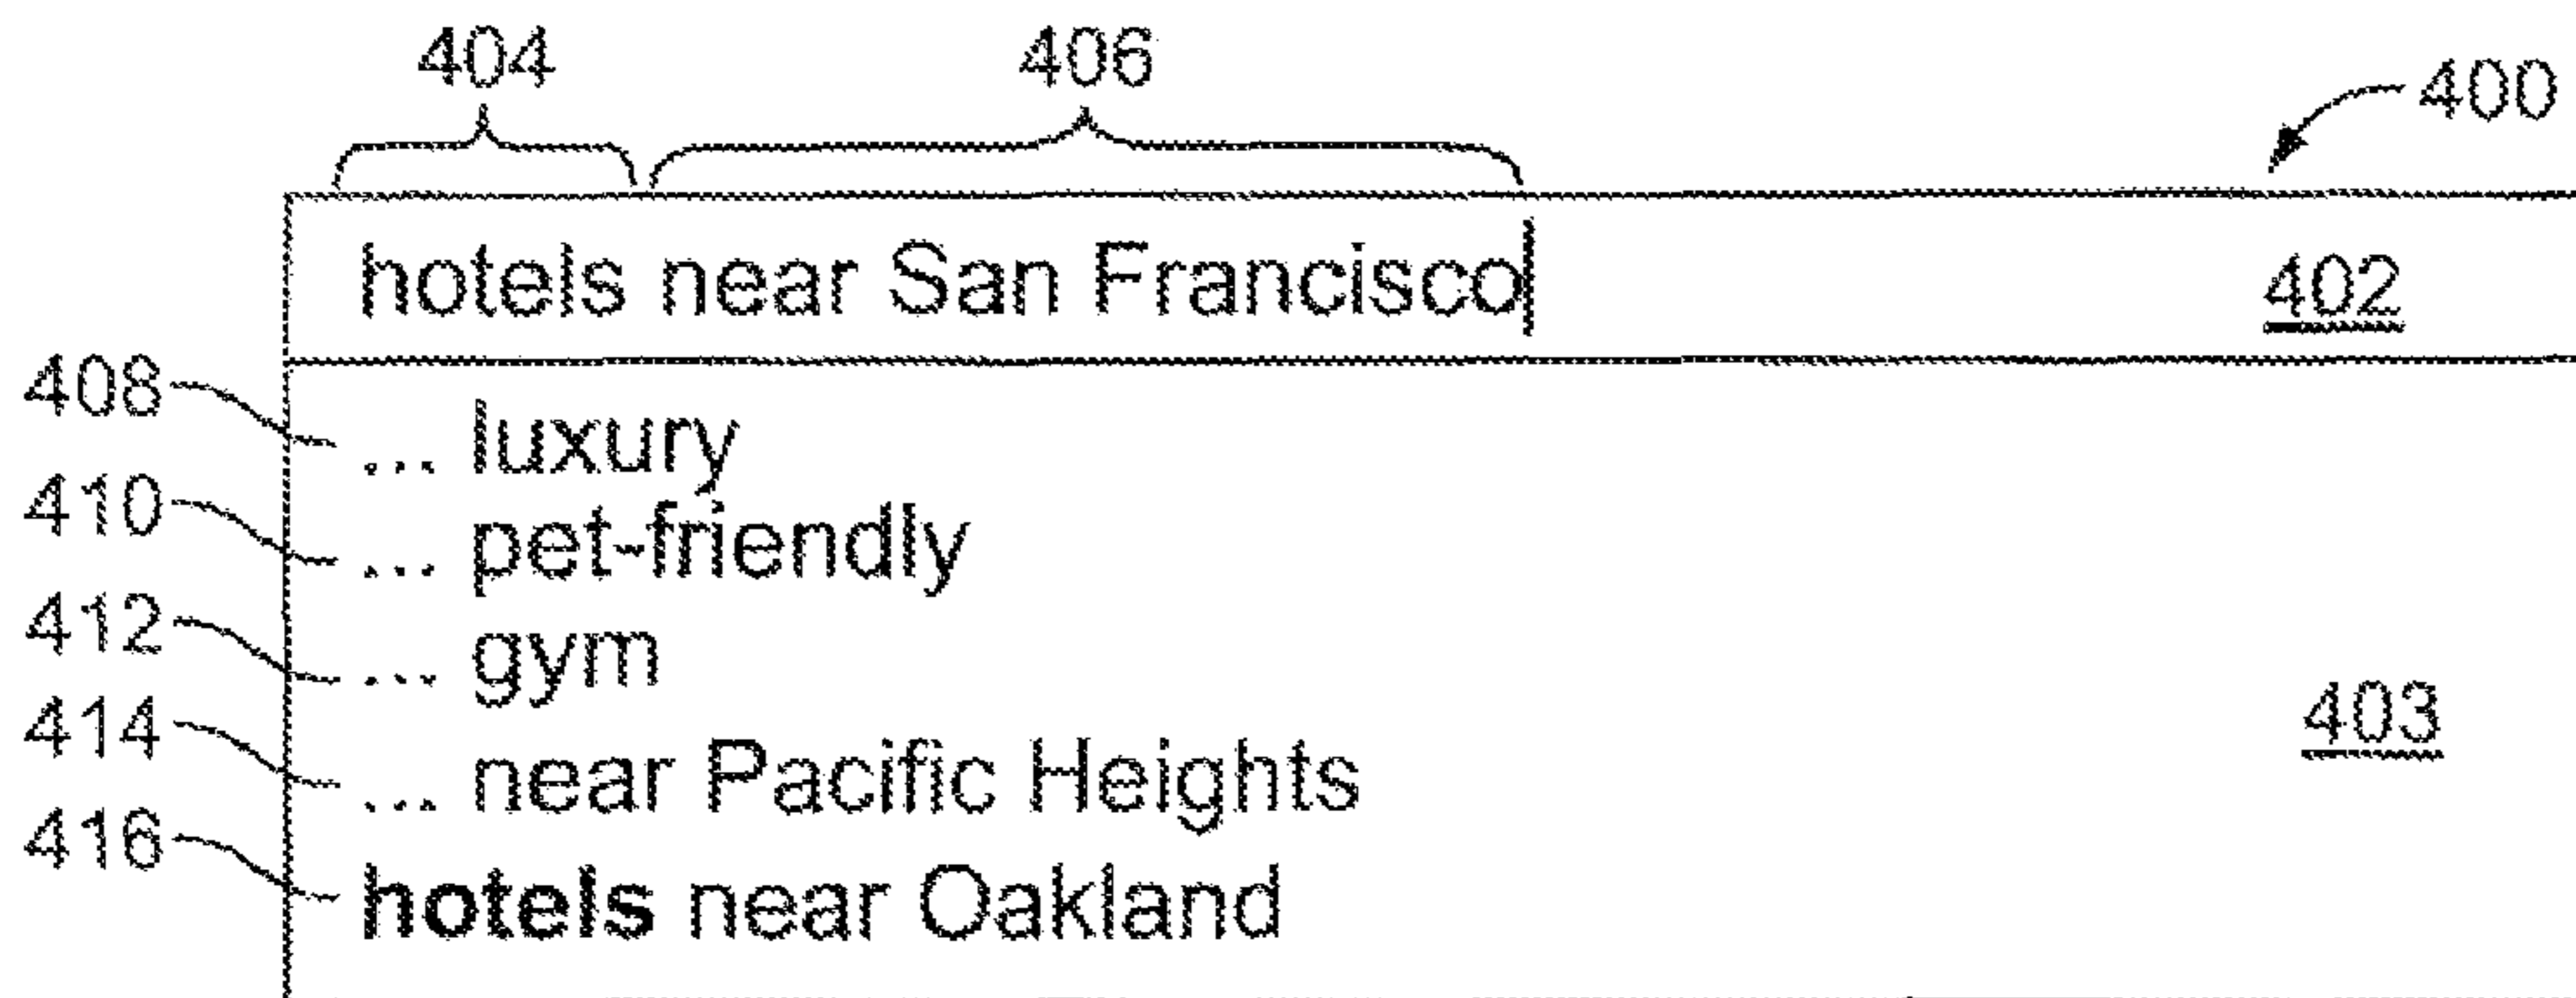 404 406
400
hotels near San Francisco 402
408 ... luxury
410 ... pet-friendly
412 ... gym
403
414 ... near Pacific Heights
416 hotels near Oakland